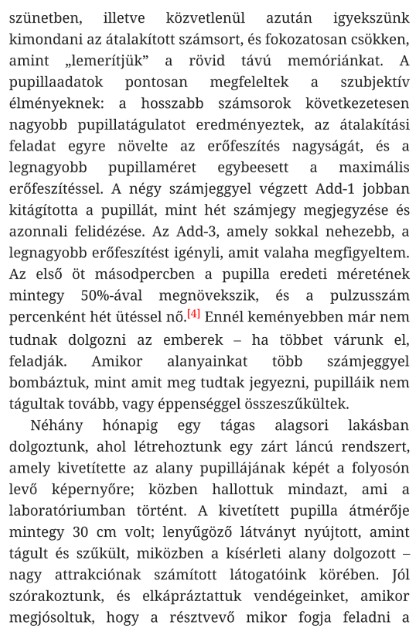 szünetben, illetve közvetlenül azután igyekszünk
kimondani az átalakított számsort, és fokozatosan csökken,
amint „lemerítjük” a rövid távú memóriánkat. A
pupillaadatok pontosan megfeleltek a szubjektív
élményeknek: a hosszabb számsorok következetesen
nagyobb pupillatágulatot eredményeztek, az átalakítási
feladat egyre növelte az erőfeszítés nagyságát, és a
legnagyobb pupillaméret egybeesett a maximális
erőfeszítéssel. A négy számjeggyel végzett Add-1 jobban
kitágította a pupillát, mint hét számjegy megjegyzése és
azonnali felidézése. Az Add-3, amely sokkal nehezebb, a
legnagyobb erőfeszítést igényli, amit valaha megfigyeltem.
Az első öt másodpercben a pupilla eredeti méretének
mintegy 50%-ával megnövekszik, és a pulzusszám
percenként hét ütéssel nő.[4] Ennél keményebben már nem
tudnak dolgozni az emberek – ha többet várunk el,
feladják. Amikor alanyainkat több számjeggyel
bombáztuk, mint amit meg tudtak jegyezni, pupilláik nem
tágultak tovább, vagy éppenséggel összeszűkültek.
Néhány hónapig egy tágas alagsori lakásban
dolgoztunk, ahol létrehoztunk egy zárt láncú rendszert,
amely kivetítette az alany pupillájának képét a folyosón
levő képernyőre; közben hallottuk mindazt, ami a
laboratóriumban történt. A kivetített pupilla átmérője
mintegy 30 cm volt; lenyűgöző látványt nyújtott, amint
tágult és szűkült, miközben a kísérleti alany dolgozott –
nagy attrakciónak számított látogatóink körében. Jól
szórakoztunk, és elkápráztattuk vendégeinket, amikor
megjósoltuk, hogy a résztvevő mikor fogja feladni a